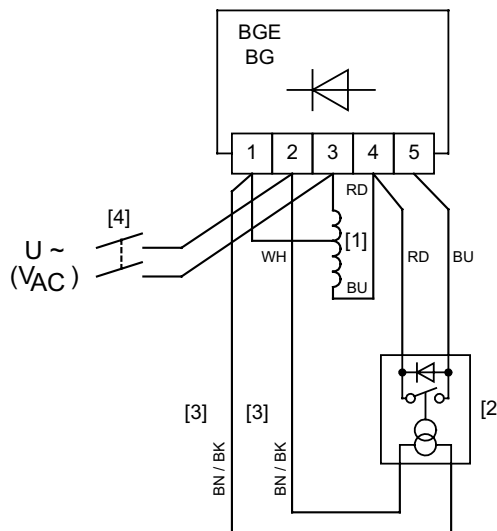 BGE
BG
1 2 3 4 5
RD
[4]
U ~
(VAC)
WH
[1]
BU
RD
BU
[3]
[3]
[2
BN / BK
BN / BK